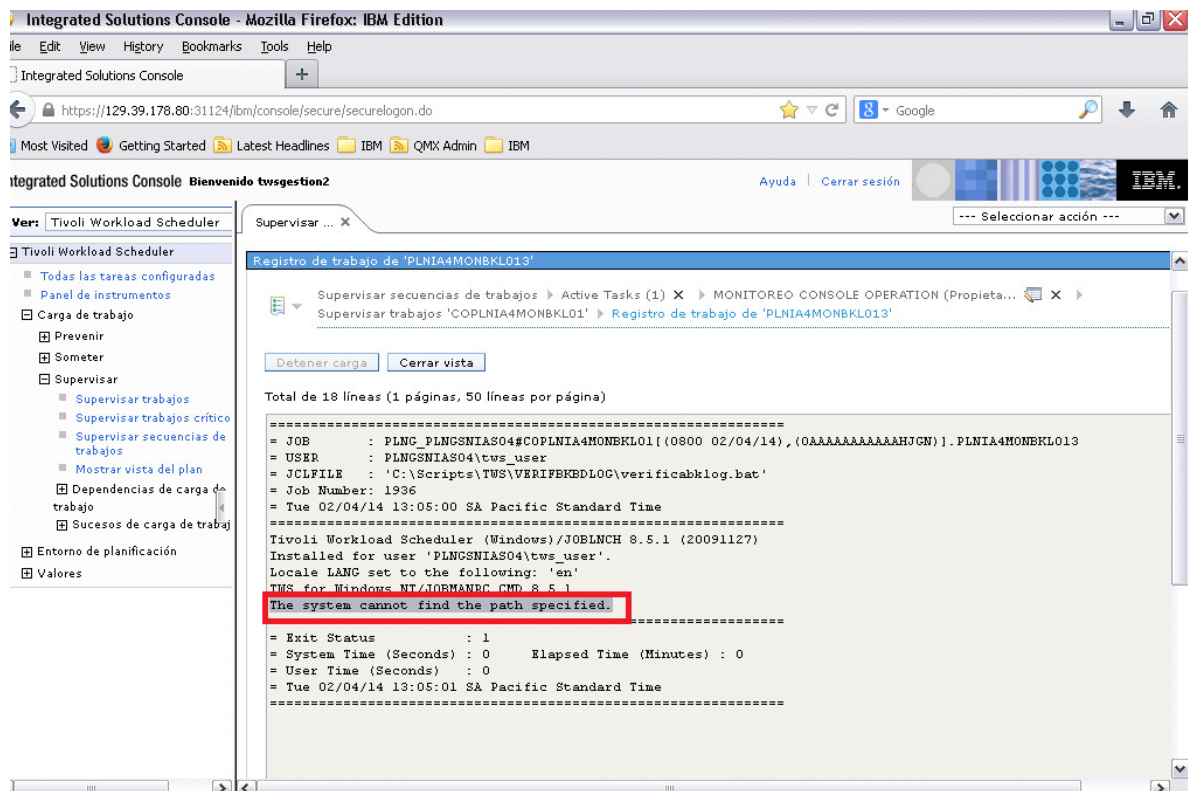 Integrated Solutions Console - Mozilla Firefox: IBM Edition
ile Edit View History Bookmarks Tools Help
Integrated Solutions Console +
https://129.39.178.80:31124/ibm/console/secure/securelogon.do
8 Google
Most Visited Getting Started Latest Headlines IBM QMX Admin IBM
ntegrated Solutions Console Bienvenido twsgestion2
Ayuda Cerrar sesión
IBM.
Ver: Tivoli Workload Scheduler
Supervisar ... X
--- Seleccionar acción ---
Tivoli Workload Scheduler
Todas las tareas configuradas
Panel de instrumentos
Carga de trabajo
Prevenir
Someter
Supervisar
Supervisar trabajos
Supervisar trabajos crítico
Supervisar secuencias de
trabajos
Mostrar vista del plan
Dependencias de carga de
trabajo
Sucesos de carga de trabaj
Entorno de planificación
Valores
Registro de trabajo de 'PLNIA4MONBKL013'
Supervisar secuencias de trabajos Active Tasks (1) X MONITOREO CONSOLE OPERATION (Propieta... X
Supervisar trabajos 'COPLNIA4MONBKL01' Registro de trabajo de 'PLNIA4MONBKL013'
Detener carga Cerrar vista
Total de 18 líneas (1 páginas, 50 líneas por página)
===============================================================
= JOB : PLNG_PLNGSNIAS04#COPLNIA4MONBKL01[(0800 02/04/14),(0AAAAAAAAAAAHJGN)].PLNIA4MONBKL013
= USER : PLNGSNIAS04\tws_user
= JCLFILE : 'C:\Scripts\TWS\VERIFBKBDLOG\verificabklog.bat'
= Job Number: 1936
= Tue 02/04/14 13:05:00 SA Pacific Standard Time
===============================================================
Tivoli Workload Scheduler (Windows)/JOBLNCH 8.5.1 (20091127)
Installed for user 'PLNGSNIAS04\tws_user'.
Locale LANG set to the following: 'en'
TWS for Windows NT/JOBMANRC CMD 8.5.1
The system cannot find the path specified.
===============================================================
= Exit Status : 1
= System Time (Seconds) : 0 Elapsed Time (Minutes) : 0
= User Time (Seconds) : 0
= Tue 02/04/14 13:05:01 SA Pacific Standard Time
===============================================================